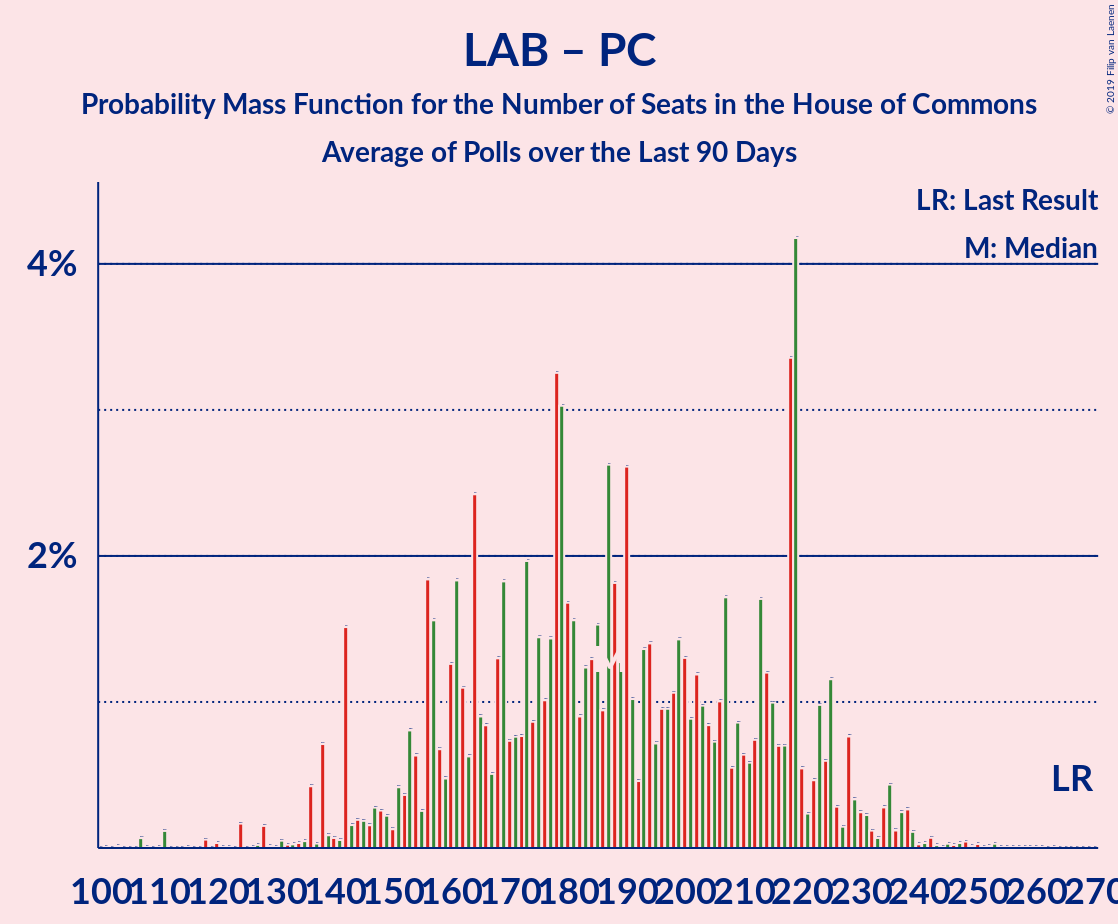 LAB – PC
Probability Mass Function for the Number of Seats in the House of Commons
Average of Polls over the Last 90 Days
© 2019 Filip van Laenen
LR: Last Result
M: Median
4%
2%
M
LR
100 110 120 130 140 150 160 170 180 190 200 210 220 230 240 250 260 270